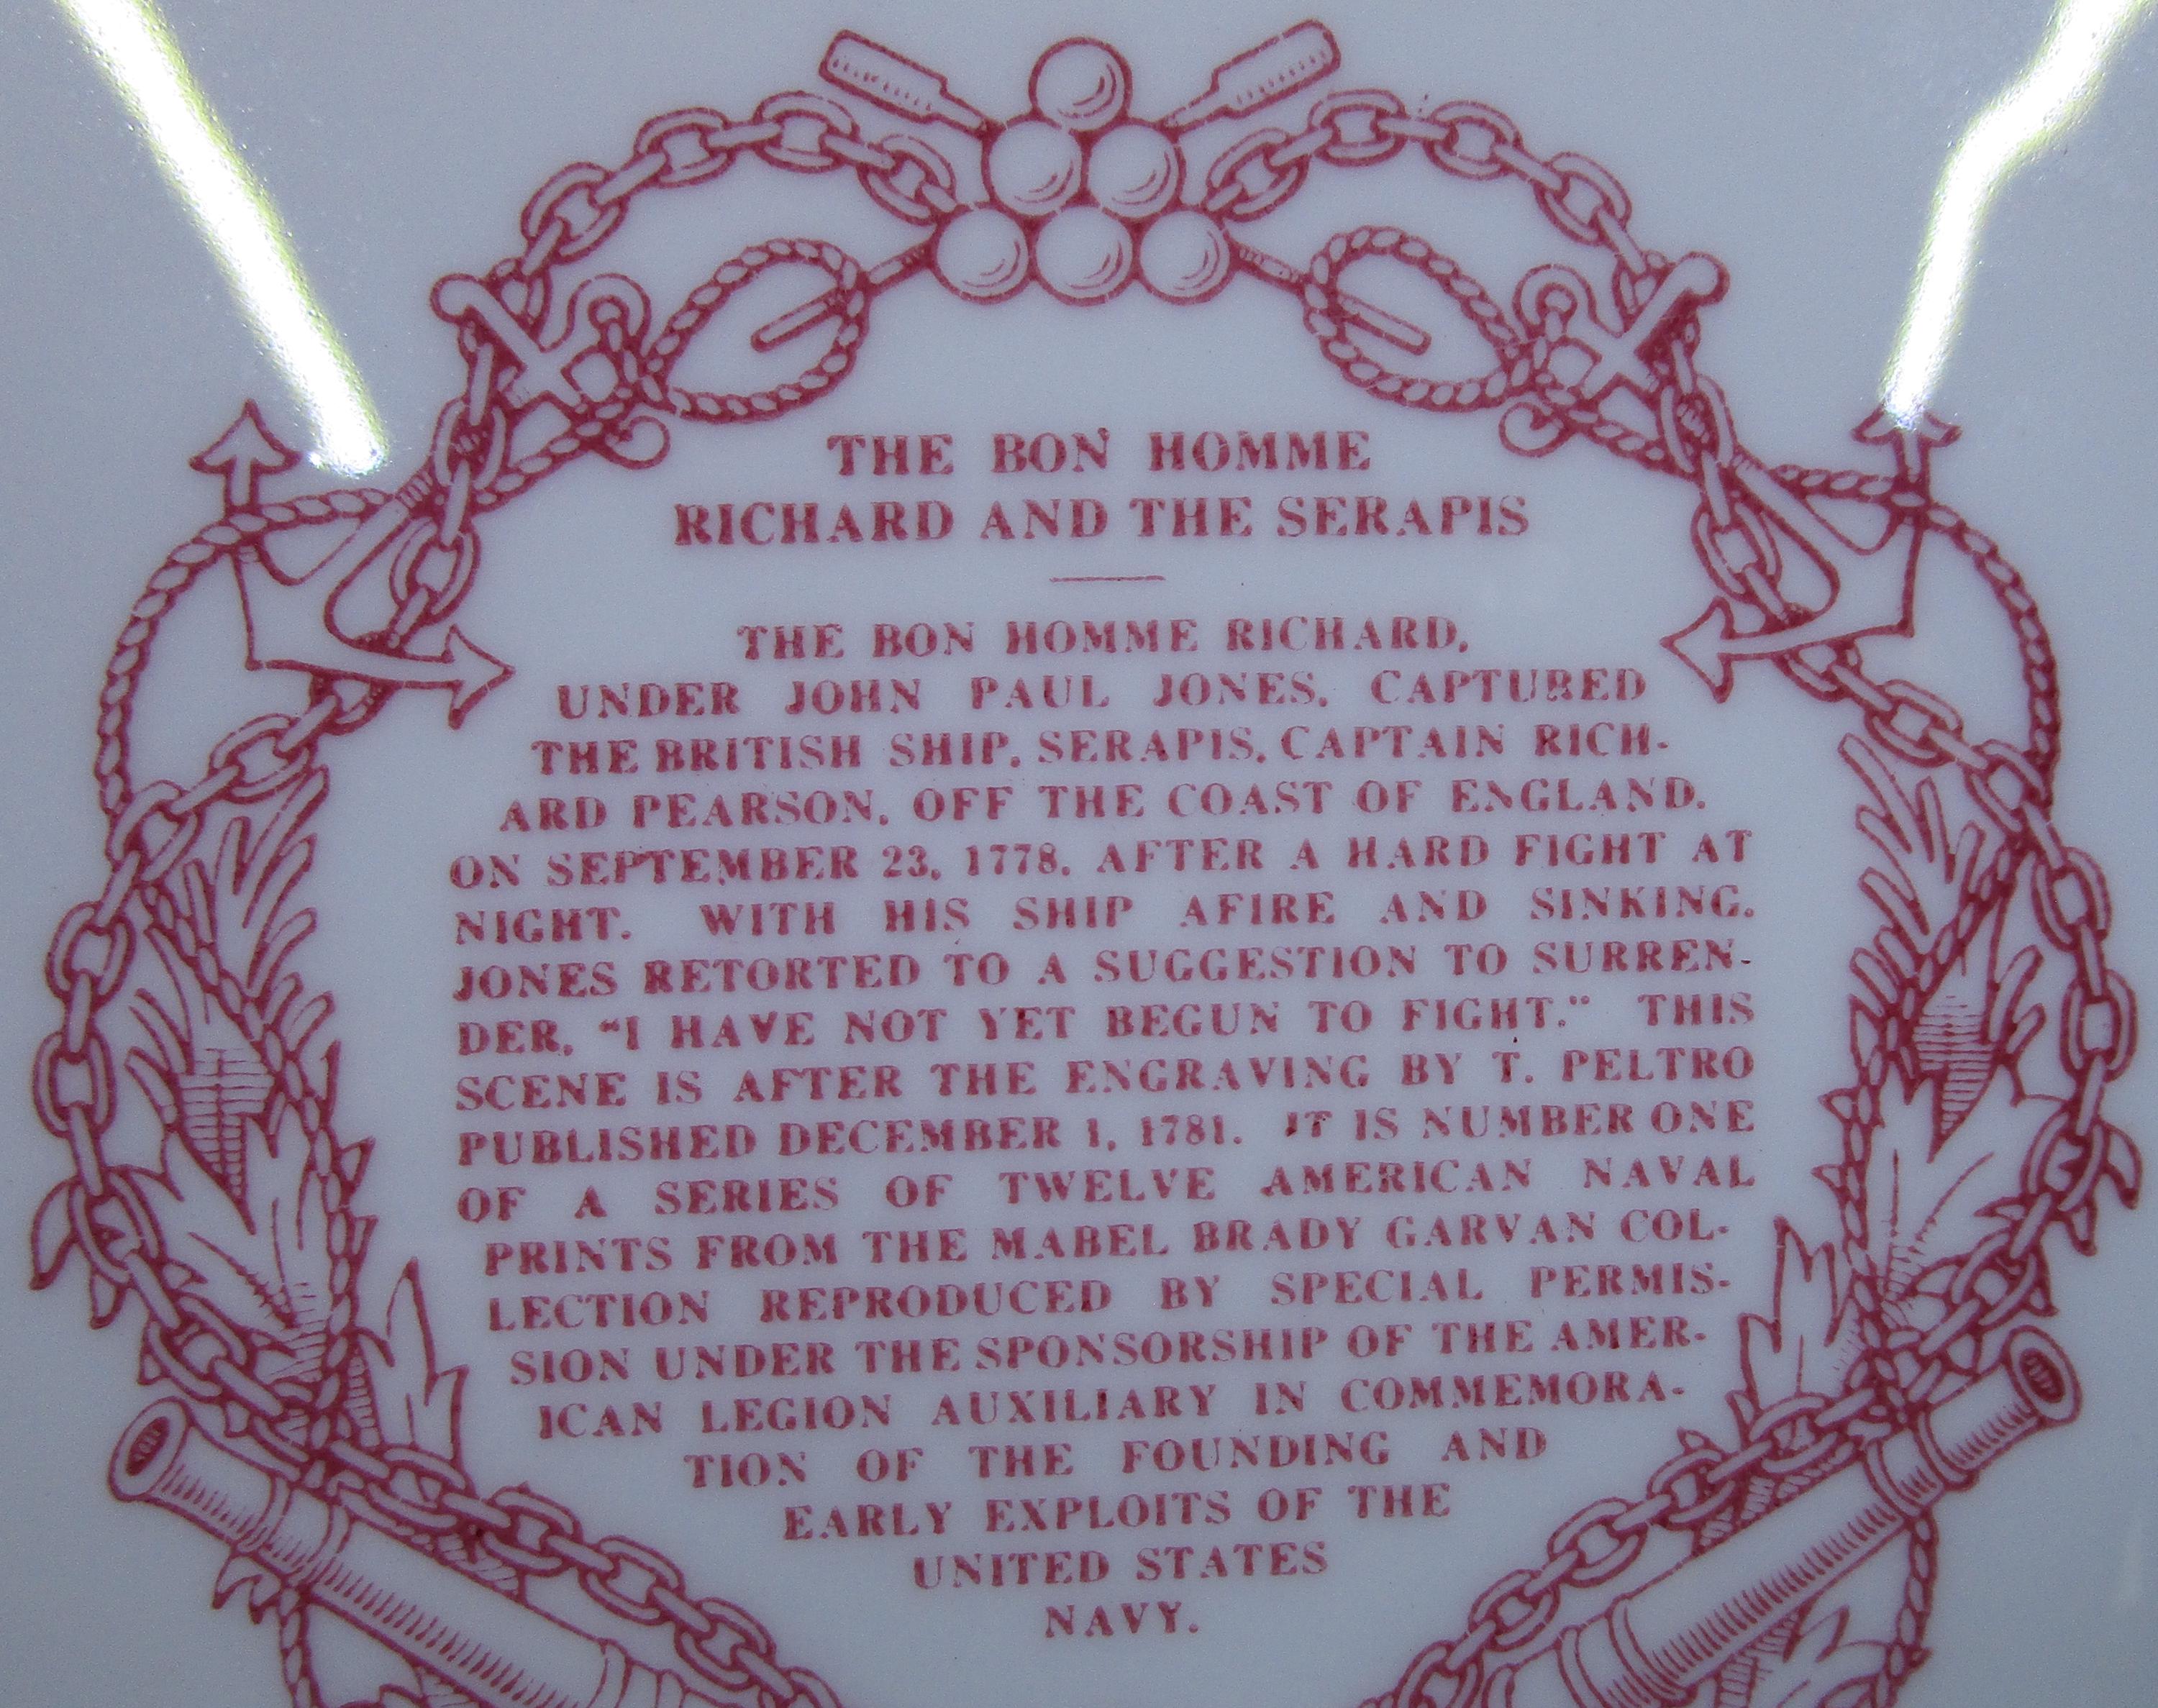 THE BON HOMME
RICHARD AND THE SERAPIS
THE BON HOMME RICHARD,
UNDER JOHN PAUL JONES, CAPTURED
THE BRITISH SHIP, SERAPIS, CAPTAIN RICH-
ARD PEARSON, OFF THE COAST OF ENGLAND,
ON SEPTEMBER 23, 1778, AFTER A HARD FIGHT AT
NIGHT. WITH HIS SHIP AFIRE AND SINKING,
JONES RETORTED TO A SUGGESTION TO SURREN-
DER, "I HAVE NOT YET BEGUN TO FIGHT." THIS
SCENE IS AFTER THE ENGRAVING BY T. PELTRO
PUBLISHED DECEMBER 1, 1781. IT IS NUMBER ONE
OF A SERIES OF TWELVE AMERICAN NAVAL
PRINTS FROM THE MABEL BRADY GARVAN COL-
LECTION REPRODUCED BY SPECIAL PERMIS-
SION UNDER THE SPONSORSHIP OF THE AMER-
ICAN LEGION AUXILIARY IN COMMEMORA-
TION OF THE FOUNDING AND
EARLY EXPLOITS OF THE
UNITED STATES
NAVY.